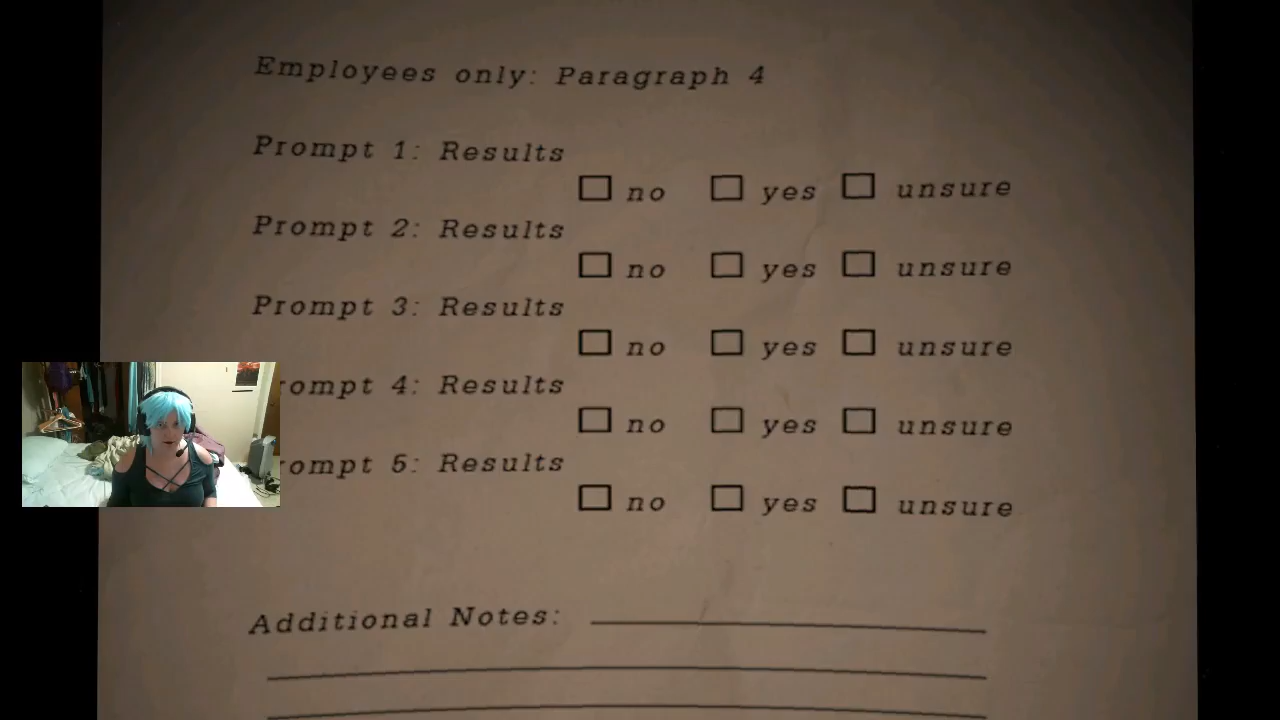 Employees only: Paragraph 4
Prompt 1: Results
no yes unsure
Prompt 2: Results
no yes unsure
Prompt 3: Results
no yes unsure
rompt 4: Results
no yes unsure
rompt 5: Results
no yes unsure
Additional Notes: